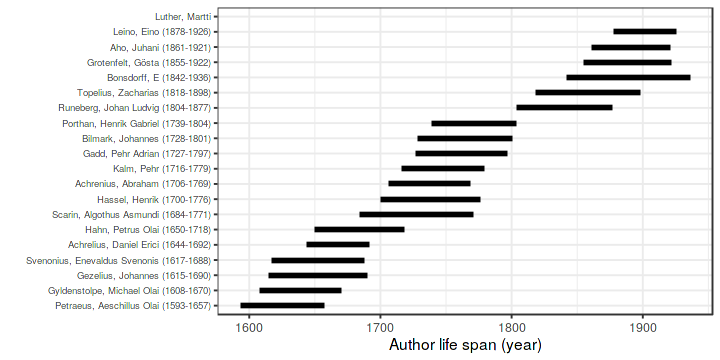 Luther, Martti
Leino, Eino (1878-1926)
Aho, Juhani (1861-1921)
Grotenfelt, Gösta (1855-1922)
Bonsdorff, E (1842-1936)
Topelius, Zacharias (1818-1898)
Runeberg, Johan Ludvig (1804-1877)
Porthan, Henrik Gabriel (1739-1804)
Bilmark, Johannes (1728-1801)
Gadd, Pehr Adrian (1727-1797)
Kalm, Pehr (1716-1779)
Achrenius, Abraham (1706-1769)
Hassel, Henrik (1700-1776)
Scarin, Algothus Asmundi (1684-1771)
Hahn, Petrus Olai (1650-1718)
Achrelius, Daniel Erici (1644-1692)
Svenonius, Enevaldus Svenonis (1617-1688)
Gezelius, Johannes (1615-1690)
Gyldenstolpe, Michael Olai (1608-1670)
Petraeus, Aeschillus Olai (1593-1657)
1600 1700 1800 1900
Author life span (year)